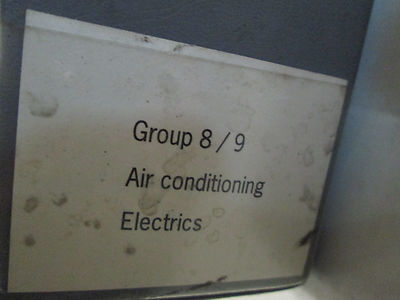 Group 8 / 9
Air conditioning
Electrics